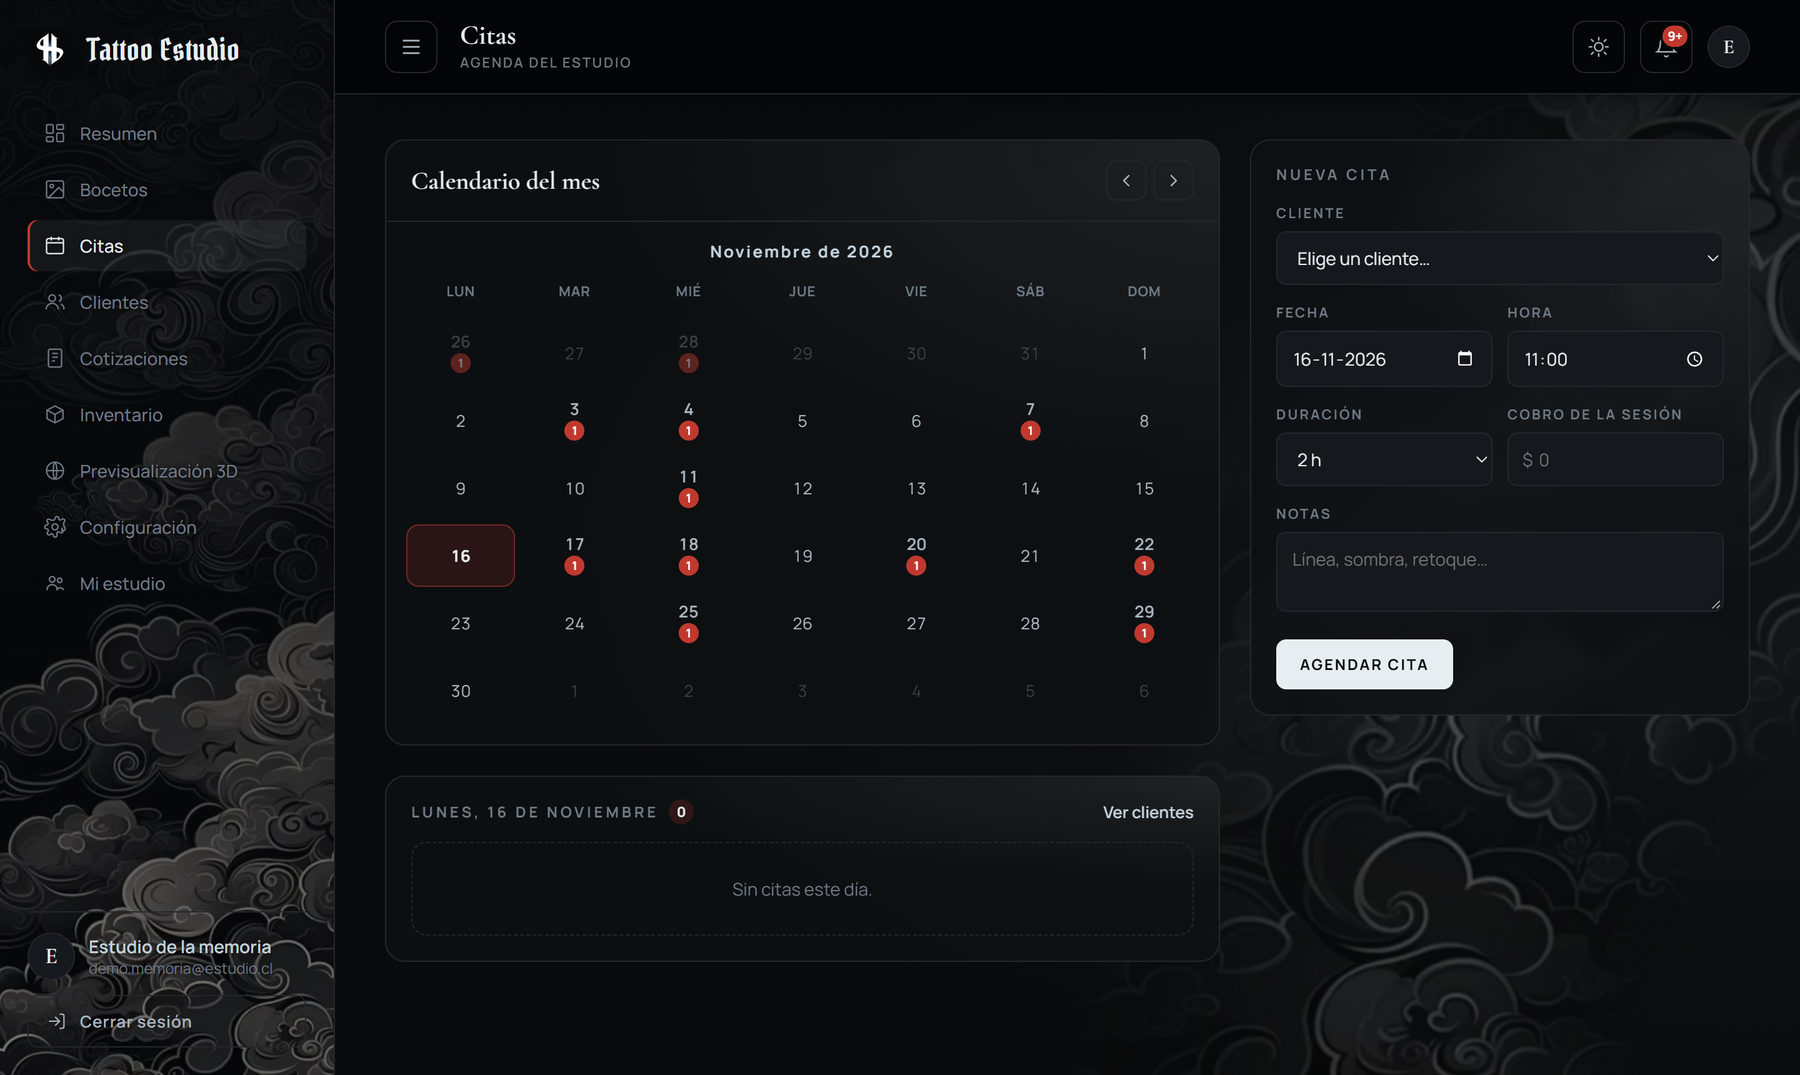 Tattoo Estudio
Resumen
Bocetos
Citas
Clientes
Cotizaciones
Inventario
Previsualización 3D
Configuración
Mi estudio
E
Estudio de la memoria
demo.memoria@estudio.cl
Cerrar sesión
Citas
AGENDA DEL ESTUDIO
9+
E
Calendario del mes
Noviembre de 2026
LUN MAR MIÉ JUE VIE SÁB DOM
26 27 28 29 30 31 1
1 1
2 3 4 5 6 7 8
1 1 1
9 10 11 12 13 14 15
1
16 17 18 19 20 21 22
1 1 1 1
23 24 25 26 27 28 29
1 1
30 1 2 3 4 5 6
LUNES, 16 DE NOVIEMBRE 0
Ver clientes
Sin citas este día.
NUEVA CITA
CLIENTE
Elige un cliente...
FECHA HORA
16-11-2026 11:00
DURACIÓN COBRO DE LA SESIÓN
2 h $ 0
NOTAS
Línea, sombra, retoque...
AGENDAR CITA